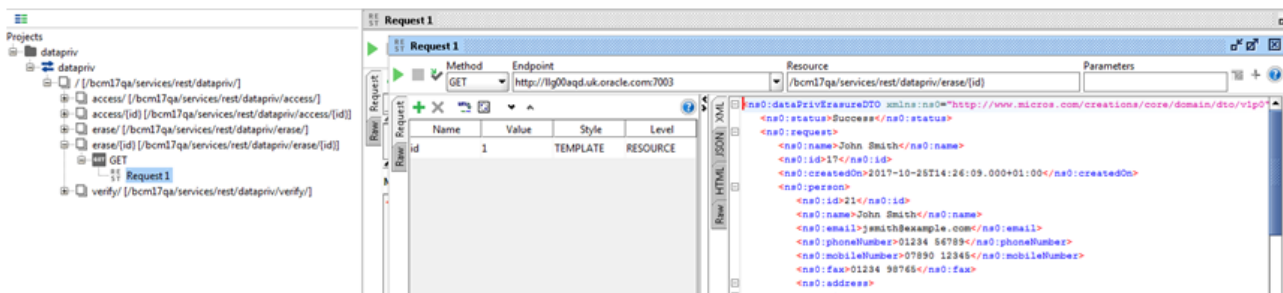 Request 1
Projects
datapriv
datapriv
/ [/bcm17qa/services/rest/datapriv/]
access/ [/bcm17qa/services/rest/datapriv/access/]
access/{id} [/bcm17qa/services/rest/datapriv/access/{id}]
erase/ [/bcm17qa/services/rest/datapriv/erase/]
erase/{id} [/bcm17qa/services/rest/datapriv/erase/{id}]
GET
Request 1
verify/ [/bcm17qa/services/rest/datapriv/verify/]
Request
Raw
Request 1
Method Endpoint Resource Parameters
GET http://llg00aqd.uk.oracle.com:7003 /bcm17qa/services/rest/datapriv/erase/{id}
Request
Raw
Name Value Style Level
id 1 TEMPLATE RESOURCE
XML
JSON
HTML
Raw
<ns0:dataPrivErasureDTO xmlns:ns0="http://www.micros.com/creations/core/domain/dto/v1p0"
<ns0:status>Success</ns0:status>
<ns0:request>
<ns0:name>John Smith</ns0:name>
<ns0:id>17</ns0:id>
<ns0:createdOn>2017-10-25T14:26:09.000+01:00</ns0:createdOn>
<ns0:person>
<ns0:id>21</ns0:id>
<ns0:name>John Smith</ns0:name>
<ns0:email>jsmith@example.com</ns0:email>
<ns0:phoneNumber>01234 56789</ns0:phoneNumber>
<ns0:mobileNumber>07890 12345</ns0:mobileNumber>
<ns0:fax>01234 98765</ns0:fax>
<ns0:address>